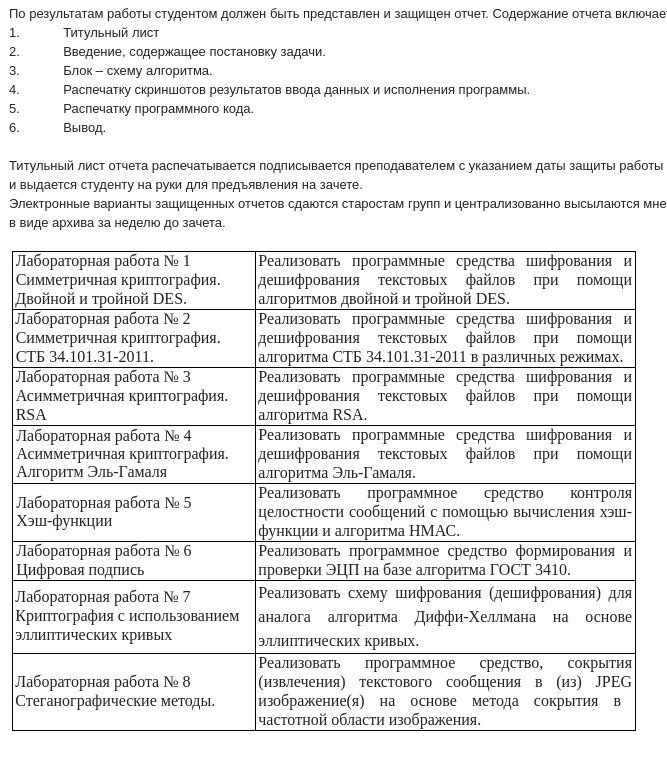 По результатам работы студентом должен быть представлен и защищен отчет. Содержание отчета включае
1. Титульный лист
2. Введение, содержащее постановку задачи.
3. Блок – схему алгоритма.
4. Распечатку скриншотов результатов ввода данных и исполнения программы.
5. Распечатку программного кода.
6. Вывод.
Титульный лист отчета распечатывается подписывается преподавателем с указанием даты защиты работы
и выдается студенту на руки для предъявления на зачете.
Электронные варианты защищенных отчетов сдаются старостам групп и централизованно высылаются мне
в виде архива за неделю до зачета.
Лабораторная работа № 1
Симметричная криптография.
Двойной и тройной DES.
Реализовать программные средства шифрования и
дешифрования текстовых файлов при помощи
алгоритмов двойной и тройной DES.
Лабораторная работа № 2
Симметричная криптография.
СТБ 34.101.31-2011.
Реализовать программные средства шифрования и
дешифрования текстовых файлов при помощи
алгоритма СТБ 34.101.31-2011 в различных режимах.
Лабораторная работа № 3
Асимметричная криптография.
RSA
Реализовать программные средства шифрования и
дешифрования текстовых файлов при помощи
алгоритма RSA.
Лабораторная работа № 4
Асимметричная криптография.
Алгоритм Эль-Гамаля
Реализовать программные средства шифрования и
дешифрования текстовых файлов при помощи
алгоритма Эль-Гамаля.
Лабораторная работа № 5
Хэш-функции
Реализовать программное средство контроля
целостности сообщений с помощью вычисления хэш-
функции и алгоритма HMAC.
Лабораторная работа № 6
Цифровая подпись
Реализовать программное средство формирования и
проверки ЭЦП на базе алгоритма ГОСТ 3410.
Лабораторная работа № 7
Криптография с использованием
эллиптических кривых
Реализовать схему шифрования (дешифрования) для
аналога алгоритма Диффи-Хеллмана на основе
эллиптических кривых.
Лабораторная работа № 8
Стеганографические методы.
Реализовать программное средство, сокрытия
(извлечения) текстового сообщения в (из) JPEG
изображение(я) на основе метода сокрытия в
частотной области изображения.